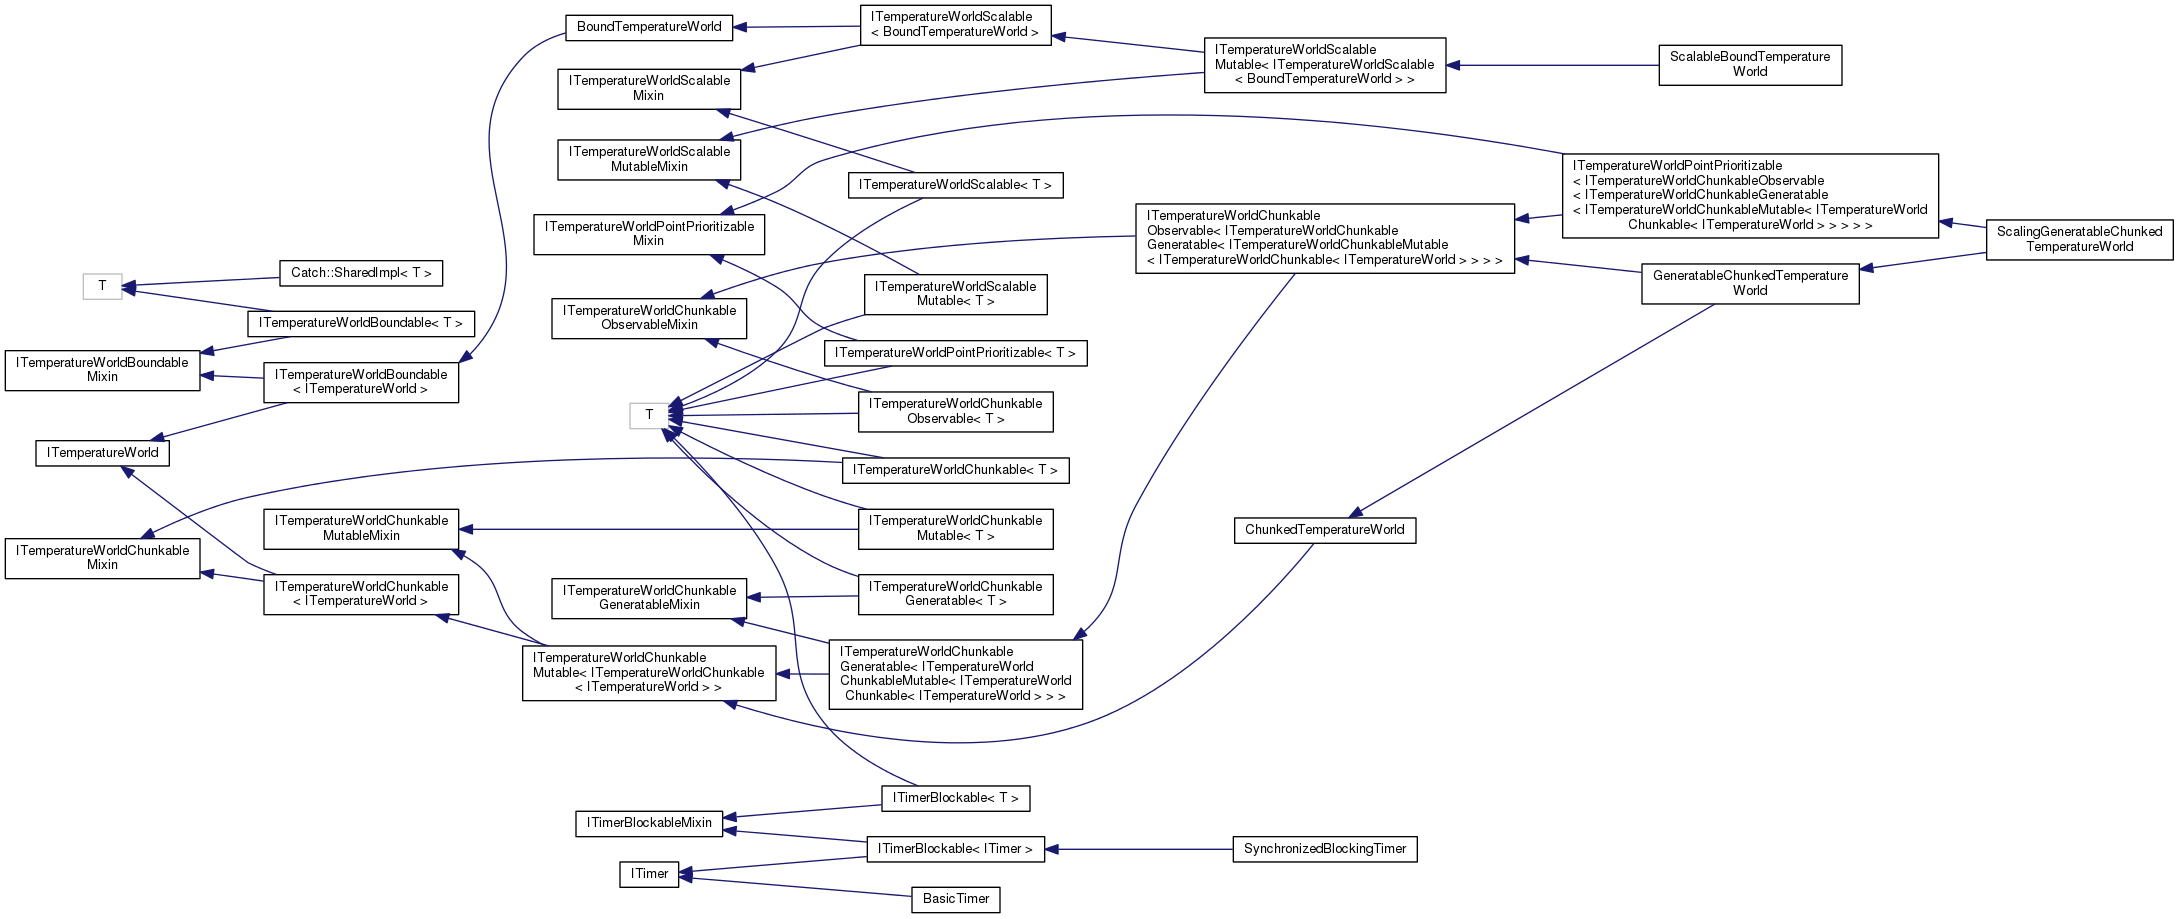 BoundTemperatureWorld
ITemperatureWorldScalable
< BoundTemperatureWorld >
ITemperatureWorldScalable
Mixin
ITemperatureWorldScalable
Mutable< ITemperatureWorldScalable
< BoundTemperatureWorld > >
ScalableBoundTemperature
World
ITemperatureWorldScalable
MutableMixin
ITemperatureWorldScalable< T >
ITemperatureWorldPointPrioritizable
< ITemperatureWorldChunkableObservable
< ITemperatureWorldChunkableGeneratable
< ITemperatureWorldChunkableMutable< ITemperatureWorld
Chunkable< ITemperatureWorld > > > > >
ITemperatureWorldPointPrioritizable
Mixin
ITemperatureWorldChunkable
Observable< ITemperatureWorldChunkable
Generatable< ITemperatureWorldChunkableMutable
< ITemperatureWorldChunkable< ITemperatureWorld > > > >
ScalingGeneratableChunked
TemperatureWorld
T
Catch::SharedImpl< T >
ITemperatureWorldScalable
Mutable< T >
GeneratableChunkedTemperature
World
ITemperatureWorldBoundable< T >
ITemperatureWorldChunkable
ObservableMixin
ITemperatureWorldPointPrioritizable< T >
ITemperatureWorldBoundable
Mixin
ITemperatureWorldBoundable
< ITemperatureWorld >
T
ITemperatureWorldChunkable
Observable< T >
ITemperatureWorld
ITemperatureWorldChunkable< T >
ITemperatureWorldChunkable
MutableMixin
ITemperatureWorldChunkable
Mutable< T >
ChunkedTemperatureWorld
ITemperatureWorldChunkable
Mixin
ITemperatureWorldChunkable
< ITemperatureWorld >
ITemperatureWorldChunkable
GeneratableMixin
ITemperatureWorldChunkable
Generatable< T >
ITemperatureWorldChunkable
Mutable< ITemperatureWorldChunkable
< ITemperatureWorld > >
ITemperatureWorldChunkable
Generatable< ITemperatureWorld
ChunkableMutable< ITemperatureWorld
Chunkable< ITemperatureWorld > > >
ITimerBlockable< T >
ITimerBlockableMixin
ITimerBlockable< ITimer >
SynchronizedBlockingTimer
ITimer
BasicTimer